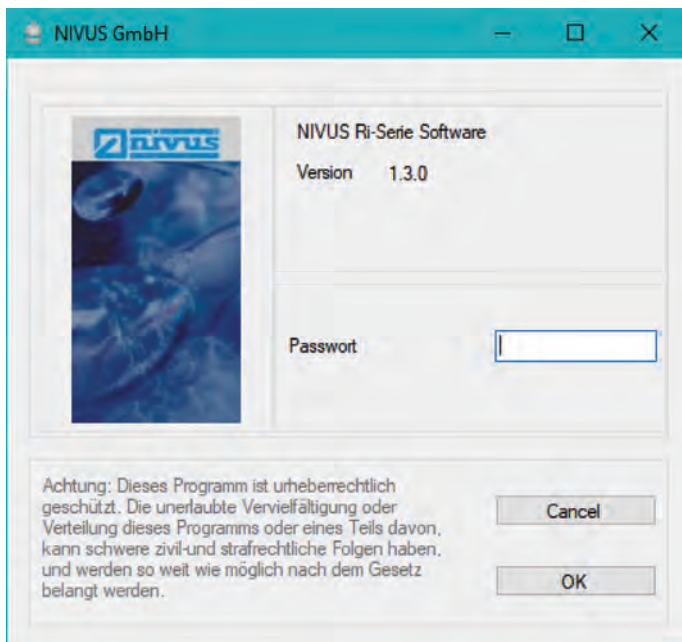 NIVUS GmbH
nivus
NIVUS Ri-Serie Software
Version 1.3.0
Passwort
Achtung: Dieses Programm ist urheberrechtlich
geschützt. Die unerlaubte Vervielfältigung oder
Verteilung dieses Programms oder eines Teils davon,
kann schwere zivil-und strafrechtliche Folgen haben,
und werden so weit wie möglich nach dem Gesetz
belangt werden.
Cancel
OK